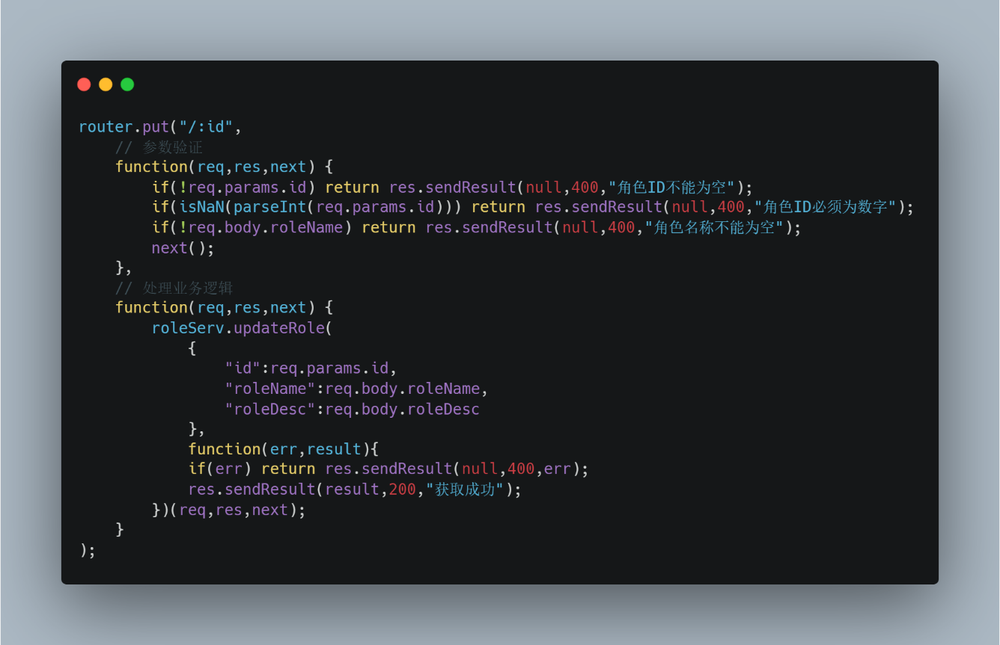 router.put("/:id",
    // 参数验证
    function(req,res,next) {
        if(!req.params.id) return res.sendResult(null,400,"角色ID不能为空");
        if(isNaN(parseInt(req.params.id))) return res.sendResult(null,400,"角色ID必须为数字");
        if(!req.body.roleName) return res.sendResult(null,400,"角色名称不能为空");
        next();
    },
    // 处理业务逻辑
    function(req,res,next) {
        roleServ.updateRole(
            {
                "id":req.params.id,
                "roleName":req.body.roleName,
                "roleDesc":req.body.roleDesc
            },
            function(err,result){
            if(err) return res.sendResult(null,400,err);
            res.sendResult(result,200,"获取成功");
        })(req,res,next);
    }
);